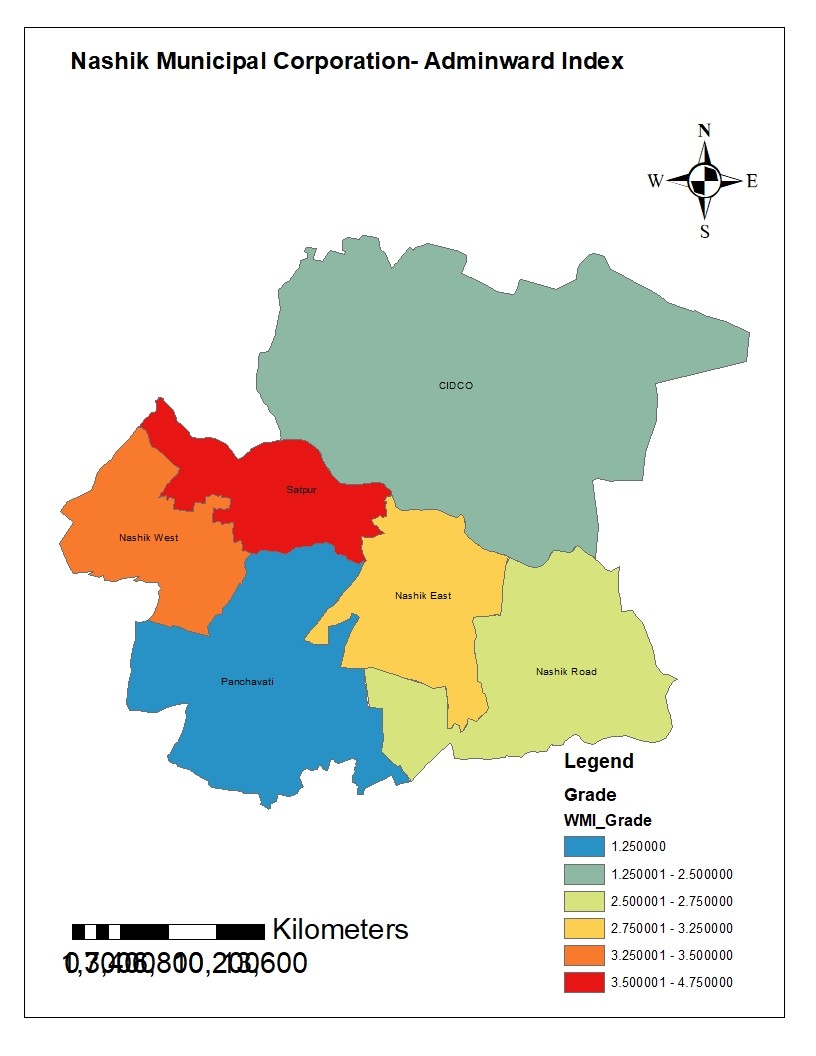 Nashik Municipal Corporation- Adminward Index
N
W E
S
CIDCO
Satpur
Nashik West
Nashik East
Nashik Road
Panchavati
Legend
Grade
WMI_Grade
1.250000
1.250001 - 2.500000
2.500001 - 2.750000
2.750001 - 3.250000
3.250001 - 3.500000
3.500001 - 4.750000
Kilometers